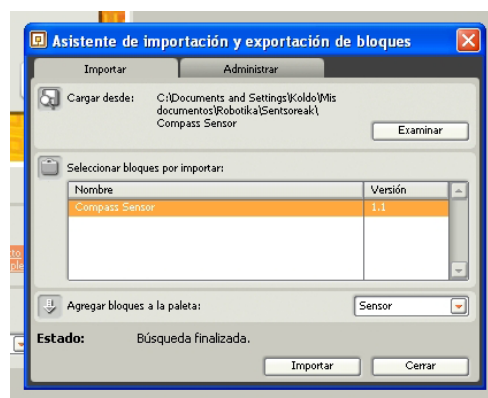 Asistente de importación y exportación de bloques
Importar
Administrar
Cargar desde:
C:\Documents and Settings\Koldo\Mis
documentos\Robotika\Sentsoreak\
Compass Sensor
Examinar
Seleccionar bloques por importar:
Nombre
Versión
Compass Sensor
1.1
Agregar bloques a la paleta:
Sensor
Estado:
Búsqueda finalizada.
Importar
Cerrar